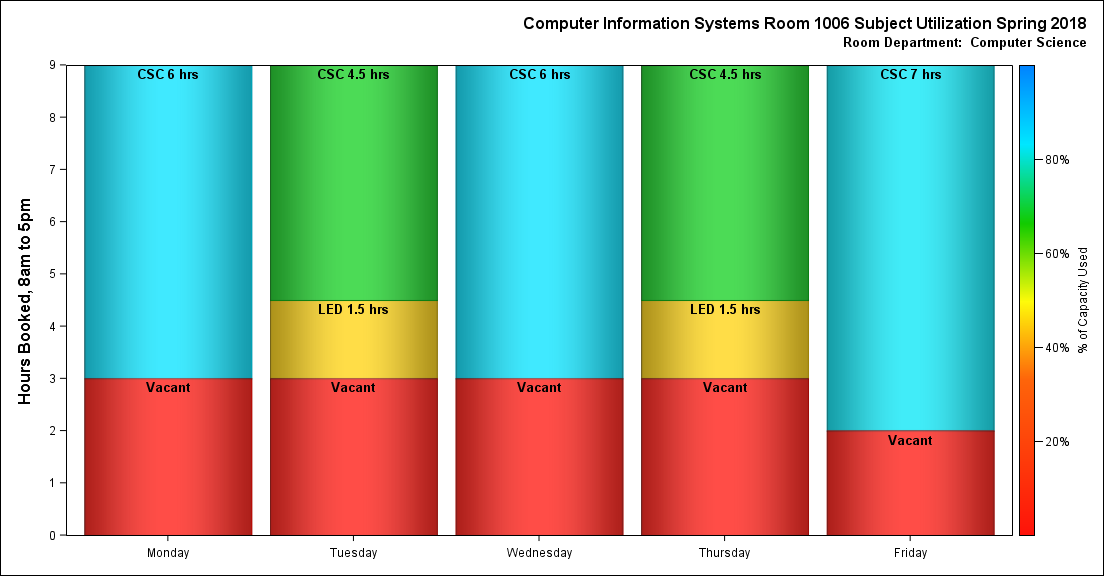 Computer Information Systems Room 1006 Subject Utilization Spring 2018
Room Department:  Computer Science
Hours Booked, 8am to 5pm
9
8
7
6
5
4
3
2
1
0
CSC 6 hrs
Vacant
CSC 4.5 hrs
LED 1.5 hrs
Vacant
CSC 6 hrs
Vacant
CSC 4.5 hrs
LED 1.5 hrs
Vacant
CSC 7 hrs
Vacant
Monday
Tuesday
Wednesday
Thursday
Friday
80%
60%
40%
20%
% of Capacity Used